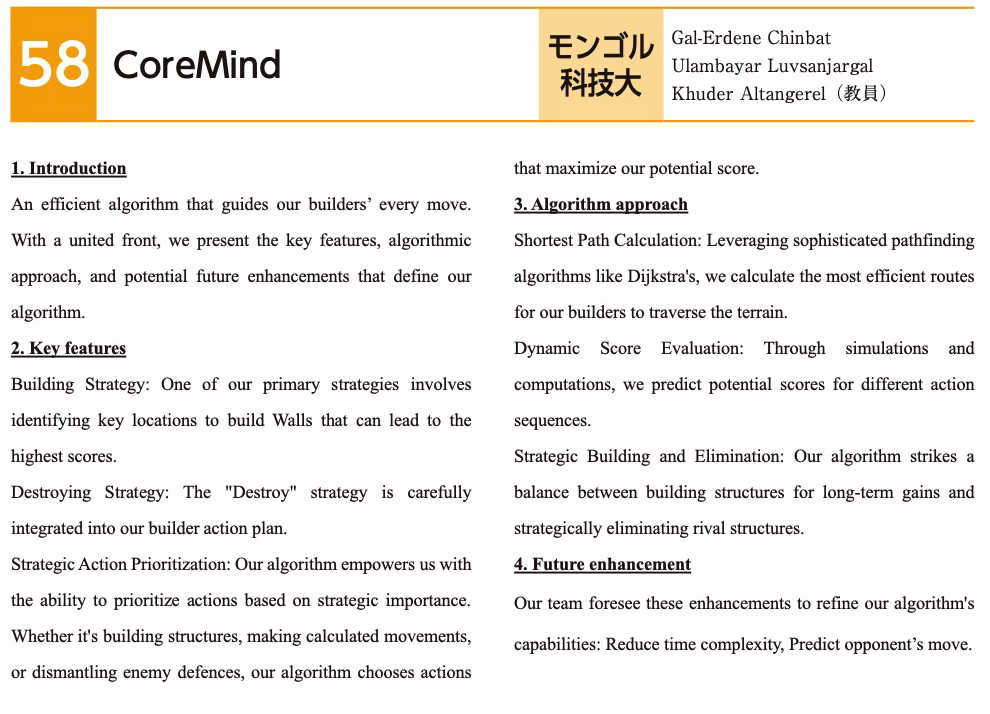 58
CoreMind
モンゴル
科技大
Gal-Erdene Chinbat
Ulambayar Luvsanjargal
Khuder Altangerel（教員）
1. Introduction
An efficient algorithm that guides our builders’ every move.
With a united front, we present the key features, algorithmic
approach, and potential future enhancements that define our
algorithm.
2. Key features
Building Strategy: One of our primary strategies involves
identifying key locations to build Walls that can lead to the
highest scores.
Destroying Strategy: The "Destroy" strategy is carefully
integrated into our builder action plan.
Strategic Action Prioritization: Our algorithm empowers us with
the ability to prioritize actions based on strategic importance.
Whether it's building structures, making calculated movements,
or dismantling enemy defences, our algorithm chooses actions
that maximize our potential score.
3. Algorithm approach
Shortest Path Calculation: Leveraging sophisticated pathfinding
algorithms like Dijkstra's, we calculate the most efficient routes
for our builders to traverse the terrain.
Dynamic Score Evaluation: Through simulations and
computations, we predict potential scores for different action
sequences.
Strategic Building and Elimination: Our algorithm strikes a
balance between building structures for long-term gains and
strategically eliminating rival structures.
4. Future enhancement
Our team foresee these enhancements to refine our algorithm's
capabilities: Reduce time complexity, Predict opponent’s move.